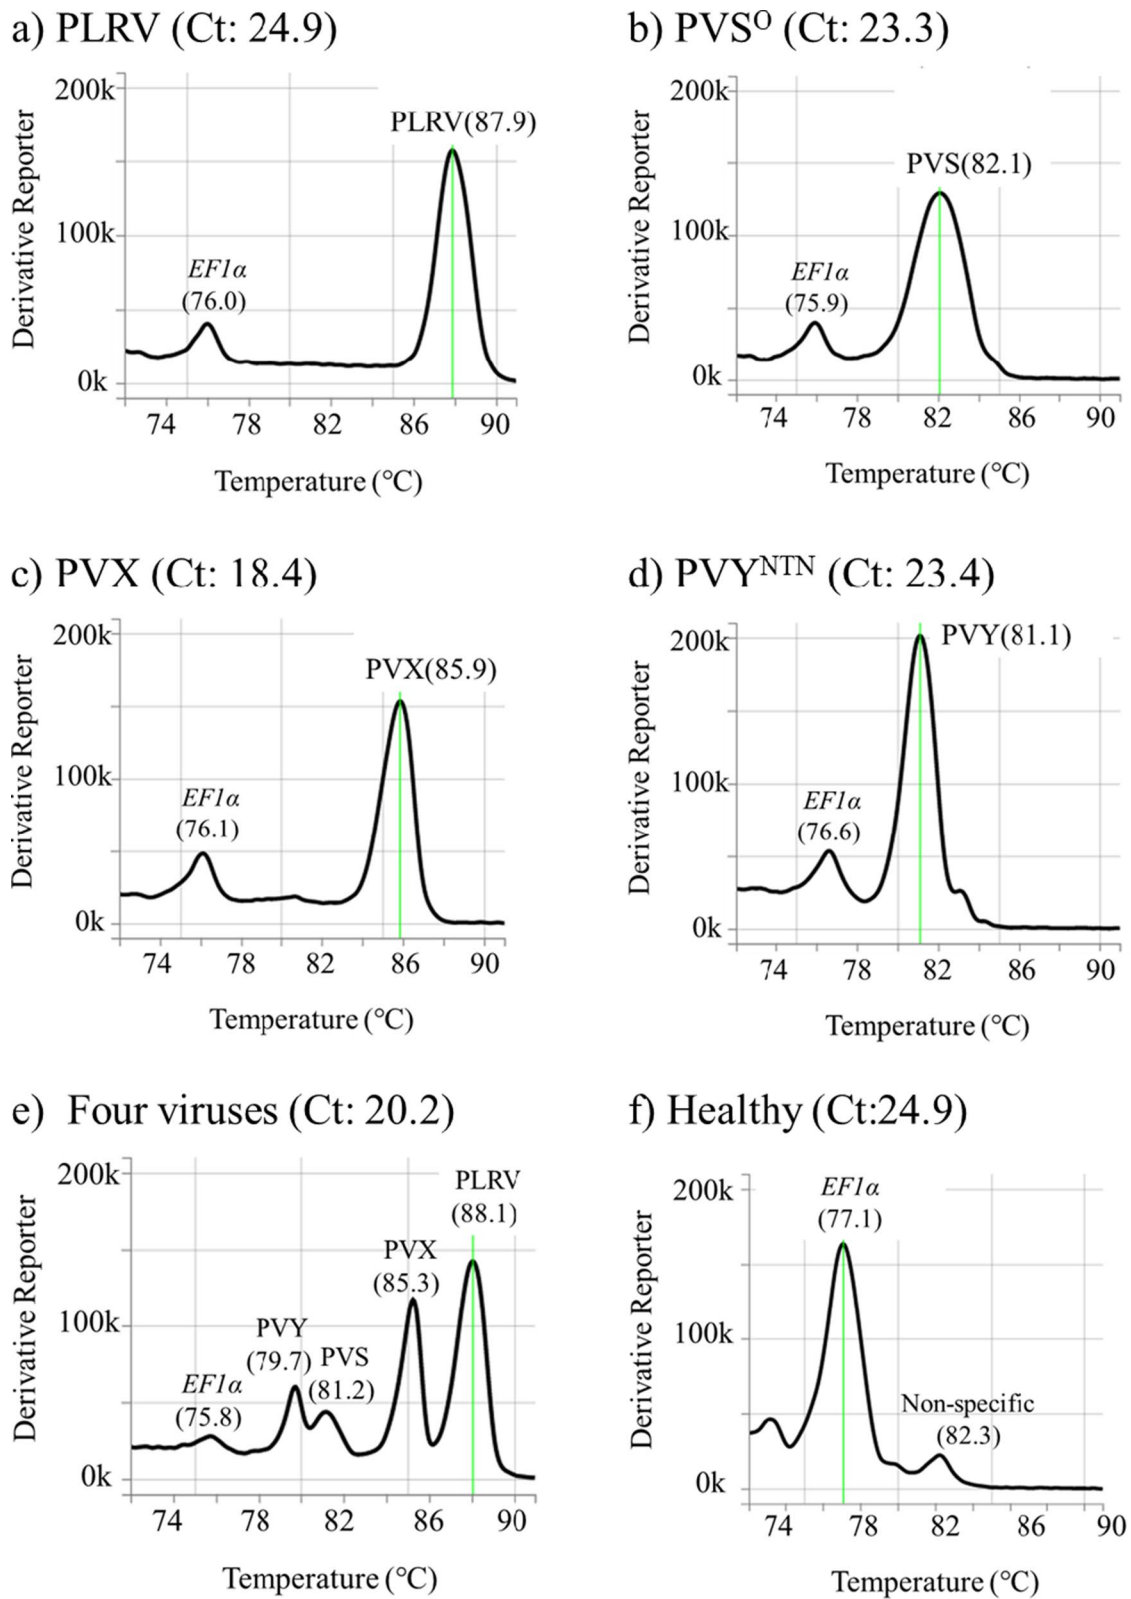 a) PLRV (Ct: 24.9)
200k
100k
0k
Derivative Reporter
PLRV(87.9)
EF1α
(76.0)
74 78 82 86 90
Temperature (°C)
b) PVSᴼ (Ct: 23.3)
200k
100k
0k
Derivative Reporter
PVS(82.1)
EF1α
(75.9)
74 78 82 86 90
Temperature (°C)
c) PVX (Ct: 18.4)
200k
100k
0k
Derivative Reporter
PVX(85.9)
EF1α
(76.1)
74 78 82 86 90
Temperature (°C)
d) PVYᴺᵀᴺ (Ct: 23.4)
200k
100k
0k
Derivative Reporter
PVY(81.1)
EF1α
(76.6)
74 78 82 86 90
Temperature (°C)
e) Four viruses (Ct: 20.2)
200k
100k
0k
Derivative Reporter
PLRV
(88.1)
PVX
(85.3)
PVY
(79.7)
PVS
(81.2)
EF1α
(75.8)
74 78 82 86 90
Temperature (°C)
f) Healthy (Ct:24.9)
200k
100k
0k
Derivative Reporter
EF1α
(77.1)
Non-specific
(82.3)
74 78 82 86 90
Temperature (°C)